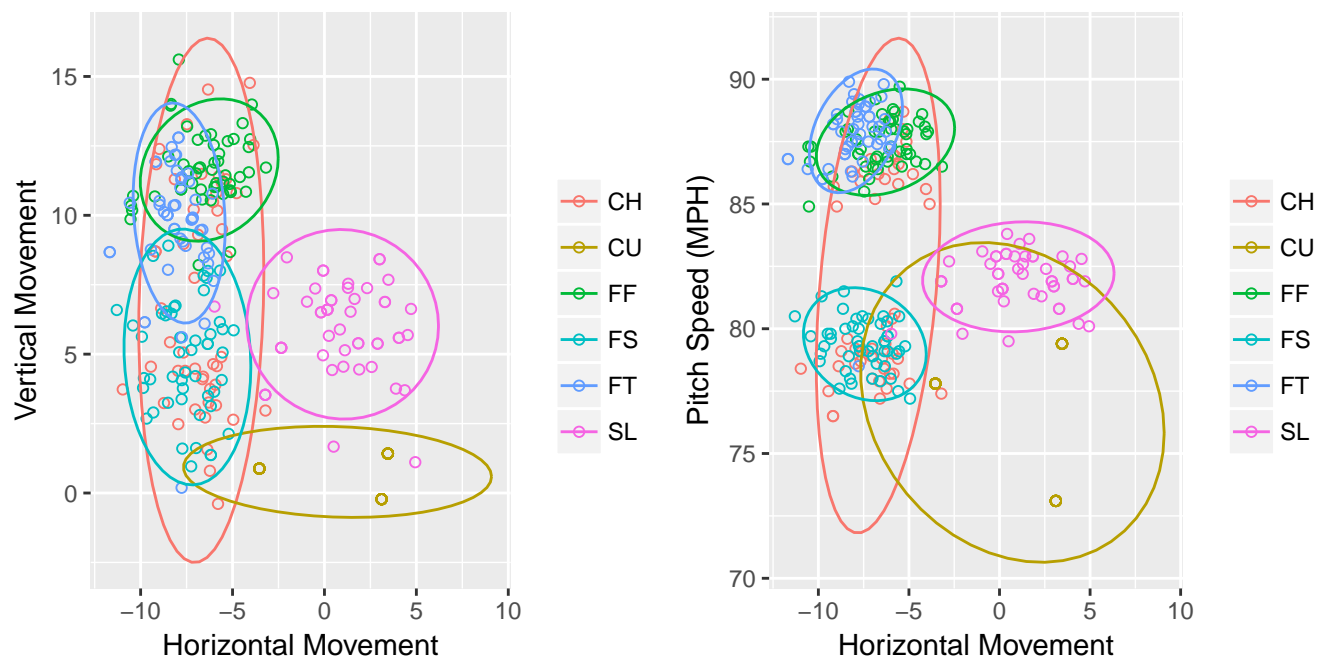 Vertical Movement
15
10
5
0
−10
−5
0
5
10
Horizontal Movement
CH
CU
FF
FS
FT
SL
Pitch Speed (MPH)
90
85
80
75
70
−10
−5
0
5
10
Horizontal Movement
CH
CU
FF
FS
FT
SL